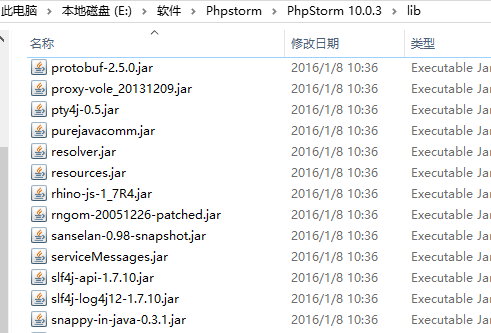 此电脑 › 本地磁盘 (E:) › 软件 › Phpstorm › PhpStorm 10.0.3 › lib
名称 修改日期 类型
protobuf-2.5.0.jar 2016/1/8 10:36 Executable Jar
proxy-vole_20131209.jar 2016/1/8 10:36 Executable Jar
pty4j-0.5.jar 2016/1/8 10:36 Executable Jar
purejavacomm.jar 2016/1/8 10:36 Executable Jar
resolver.jar 2016/1/8 10:36 Executable Jar
resources.jar 2016/1/8 10:36 Executable Jar
rhino-js-1_7R4.jar 2016/1/8 10:36 Executable Jar
rngom-20051226-patched.jar 2016/1/8 10:36 Executable Jar
sanselan-0.98-snapshot.jar 2016/1/8 10:36 Executable Jar
serviceMessages.jar 2016/1/8 10:36 Executable Jar
slf4j-api-1.7.10.jar 2016/1/8 10:36 Executable Jar
slf4j-log4j12-1.7.10.jar 2016/1/8 10:36 Executable Jar
snappy-in-java-0.3.1.jar 2016/1/8 10:36 Executable Jar